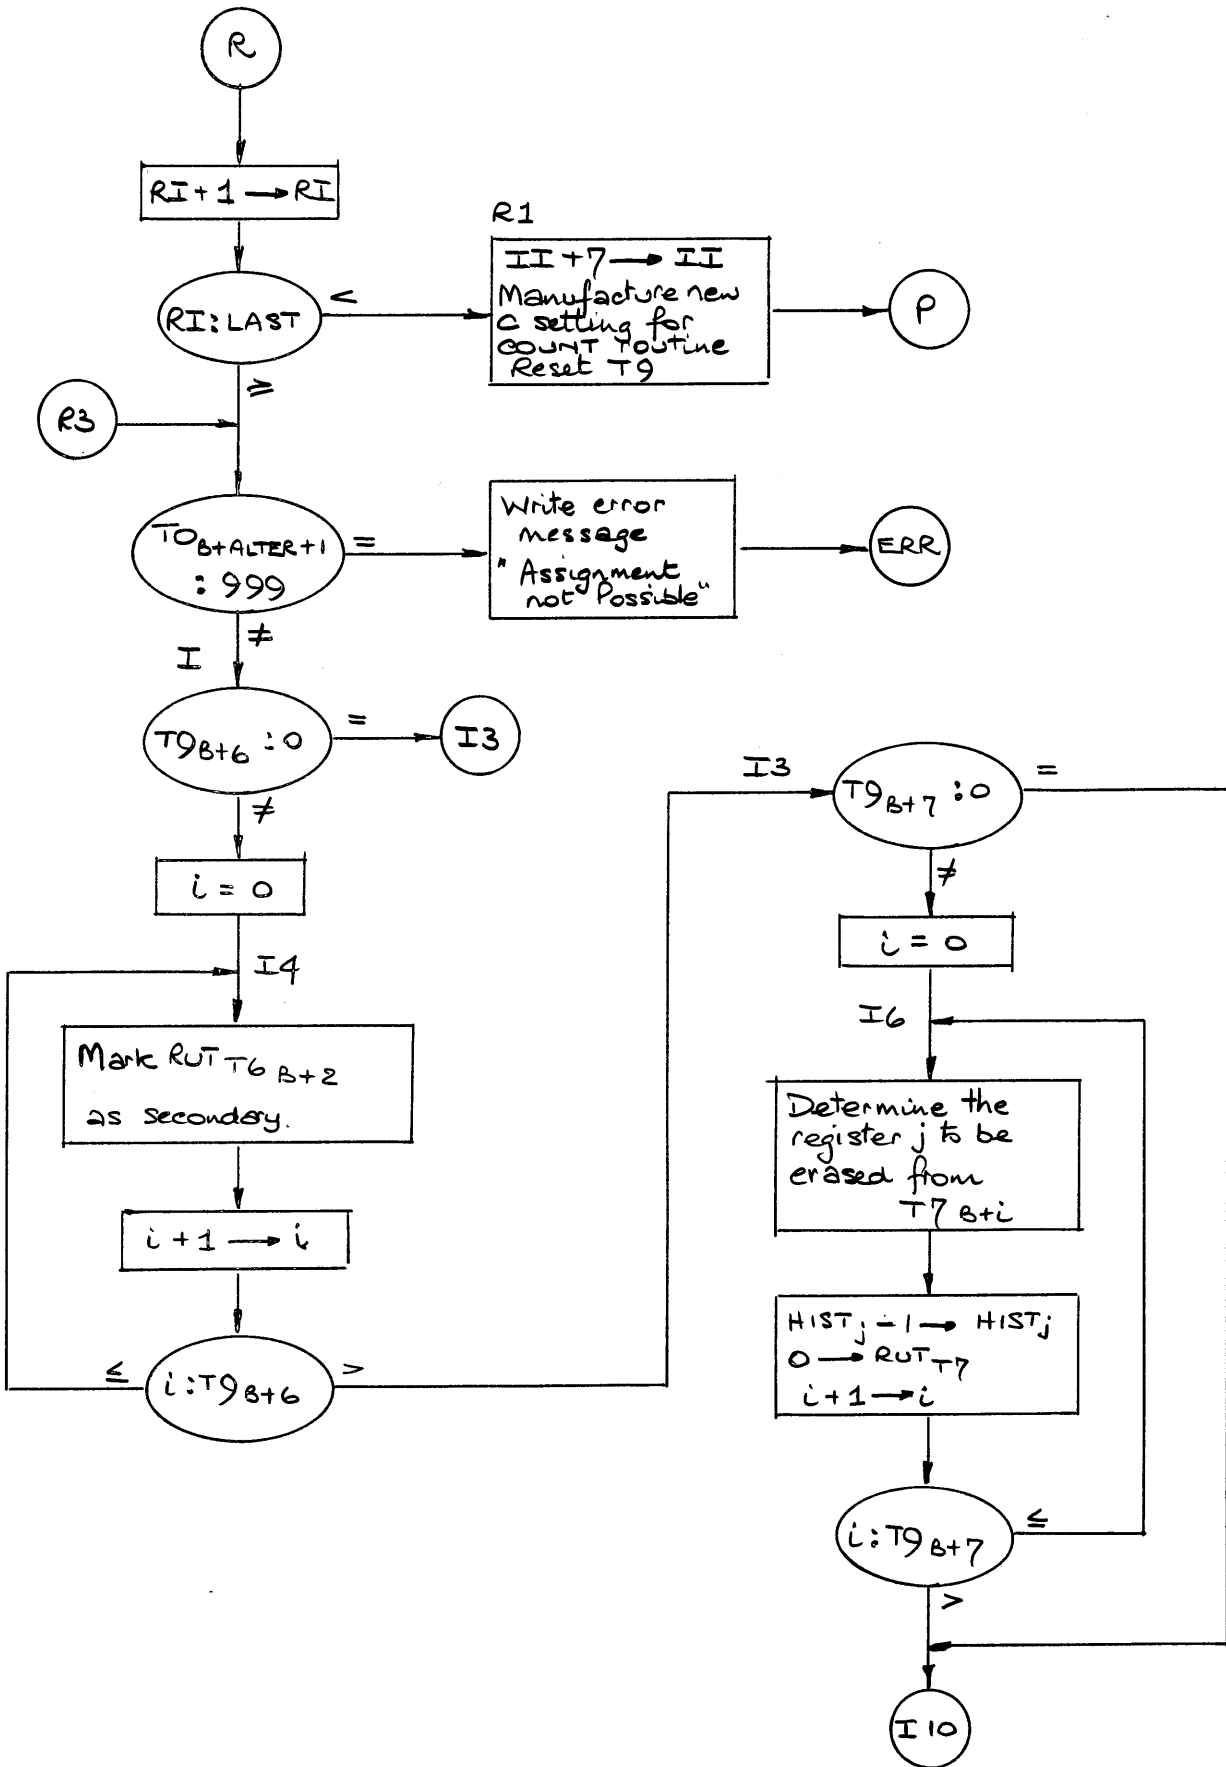 R
RI + 1 → RI
RI : LAST
<
≥
R1
II + 7 → II
Manufacture new
C setting for
COUNT routine
Reset T9
P
R3
TO B+ALTER+1
: 999
=
≠
Write error
message
"Assignment
not Possible"
ERR
I
T9 B+6 : 0
=
I3
≠
i = 0
I4
Mark RUT T6 B+2
as secondary.
i + 1 → i
i : T9 B+6
≤
>
I3
T9 B+7 : 0
=
≠
i = 0
I6
Determine the
register j to be
erased from
T7 B+i
HIST j - 1 → HIST j
0 → RUT T7
i + 1 → i
i : T9 B+7
≤
>
I10